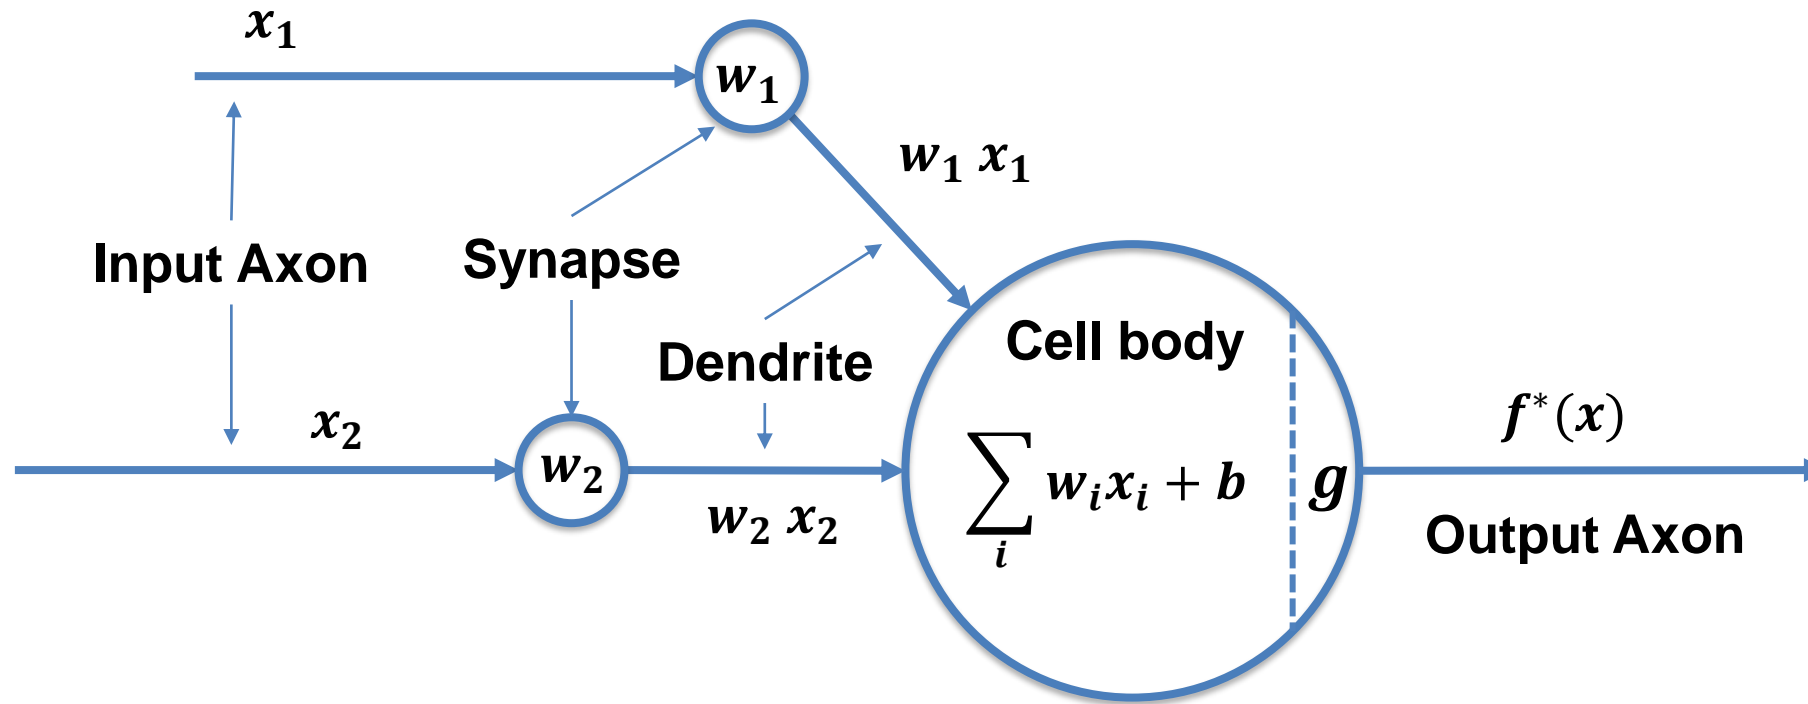 x₁
w₁
w₁ x₁
Input Axon
Synapse
Cell body
Dendrite
x₂
w₂
w₂ x₂
∑ᵢ wᵢxᵢ + b
g
f*(x)
Output Axon